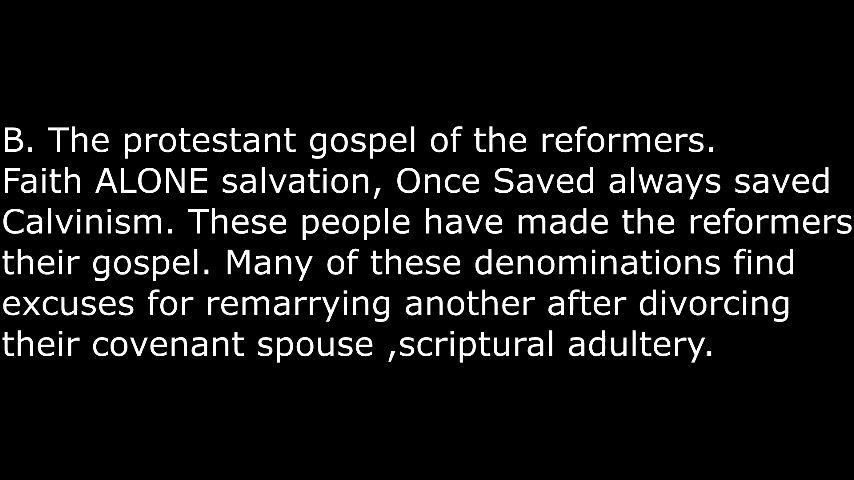 B. The protestant gospel of the reformers.
Faith ALONE salvation, Once Saved always saved
Calvinism. These people have made the reformers
their gospel. Many of these denominations find
excuses for remarrying another after divorcing
their covenant spouse ,scriptural adultery.